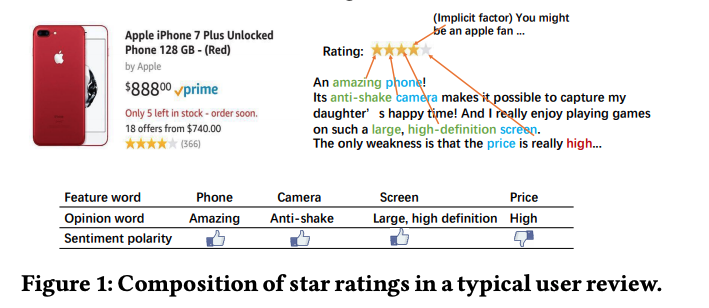 (Implicit factor) You might
be an apple fan ...
Apple iPhone 7 Plus Unlocked
Phone 128 GB - (Red)
by Apple
$888⁰⁰ prime
Only 5 left in stock - order soon.
18 offers from $740.00
(366)
Rating:
An amazing phone!
Its anti-shake camera makes it possible to capture my
daughter’ s happy time! And I really enjoy playing games
on such a large, high-definition screen.
The only weakness is that the price is really high...
Feature word Phone Camera Screen Price
Opinion word Amazing Anti-shake Large, high definition High
Sentiment polarity
Figure 1: Composition of star ratings in a typical user review.